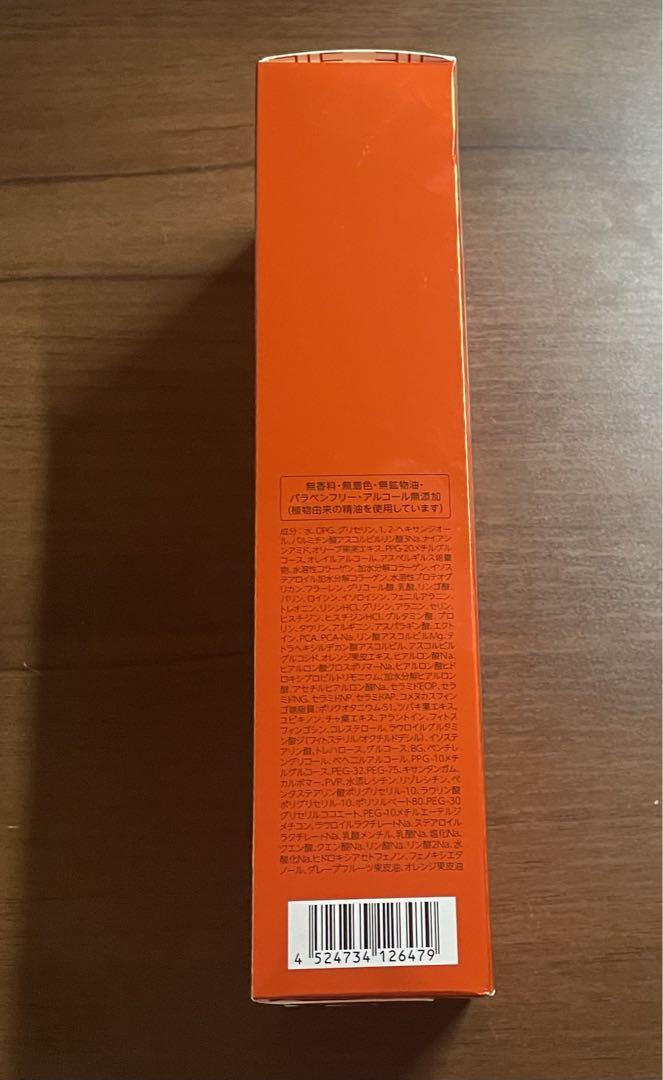 無香料・無着色・無鉱物油・
パラベンフリー・アルコール無添加
(植物由来の精油を使用しています)
成分:水、DPG、グリセリン、1,2-ヘキサンジオー
ル、パルミチン酸アスコルビルリン酸3Na、ナイアシ
ンアミド、オリーブ果実エキス、PPG-20メチルグル
コース、オレイルアルコール、アスペルギルス培養
物、水溶性コラーゲン、加水分解コラーゲン、イソス
テアロイル加水分解コラーゲン、水溶性プロテオグ
リカン、フラーレン、グリコール酸、乳酸、リンゴ酸、
バリン、ロイシン、イソロイシン、フェニルアラニン、
トレオニン、リシンHCl、グリシン、アラニン、セリン、
ヒスチジン、ヒスチジンHCl、グルタミン酸、プロ
リン、タウリン、アルギニン、アスパラギン酸、エクト
イン、PCA、PCA-Na、リン酸アスコルビルMg、テ
トラヘキシルデカン酸アスコルビル、アスコルビル
グルコシド、オレンジ果皮エキス、ヒアルロン酸Na、
ヒアルロン酸クロスポリマーNa、ヒアルロン酸ヒド
ロキシプロピルトリモニウム、加水分解ヒアルロン
酸、アセチルヒアルロン酸Na、セラミドEOP、セラ
ミドNG、セラミドNP、セラミドAP、コメヌカスフィン
ゴ糖脂質、ポリクオタニウム-51、ツバキ葉エキス、
ユビキノン、チャ葉エキス、アラントイン、フィトス
フィンゴシン、コレステロール、ラウロイルグルタミ
ン酸ジ(フィトステリル/オクチルドデシル)、イソステ
アリン酸、トレハロース、グルコース、BG、ペンチレ
ングリコール、ベヘニルアルコール、PPG-10メチ
ルグルコース、PEG-32、PEG-75、キサンタンガム、
カルボマー、PVP、水添レシチン、リゾレシチン、ペ
ンタステアリン酸ポリグリセリル-10、ラウリン酸
ポリグリセリル-10、ポリソルベート80、PEG-30
グリセリルココエート、PEG-10メチルエーテルジ
メチコン、ラウロイルラクチレートNa、ステアロイル
ラクチレートNa、乳酸メンチル、乳酸Na、塩化Na、
クエン酸、クエン酸Na、リン酸Na、リン酸2Na、水
酸化Na、ヒドロキシアセトフェノン、フェノキシエタ
ノール、グレープフルーツ果皮油、オレンジ果皮油
4 524734 126479